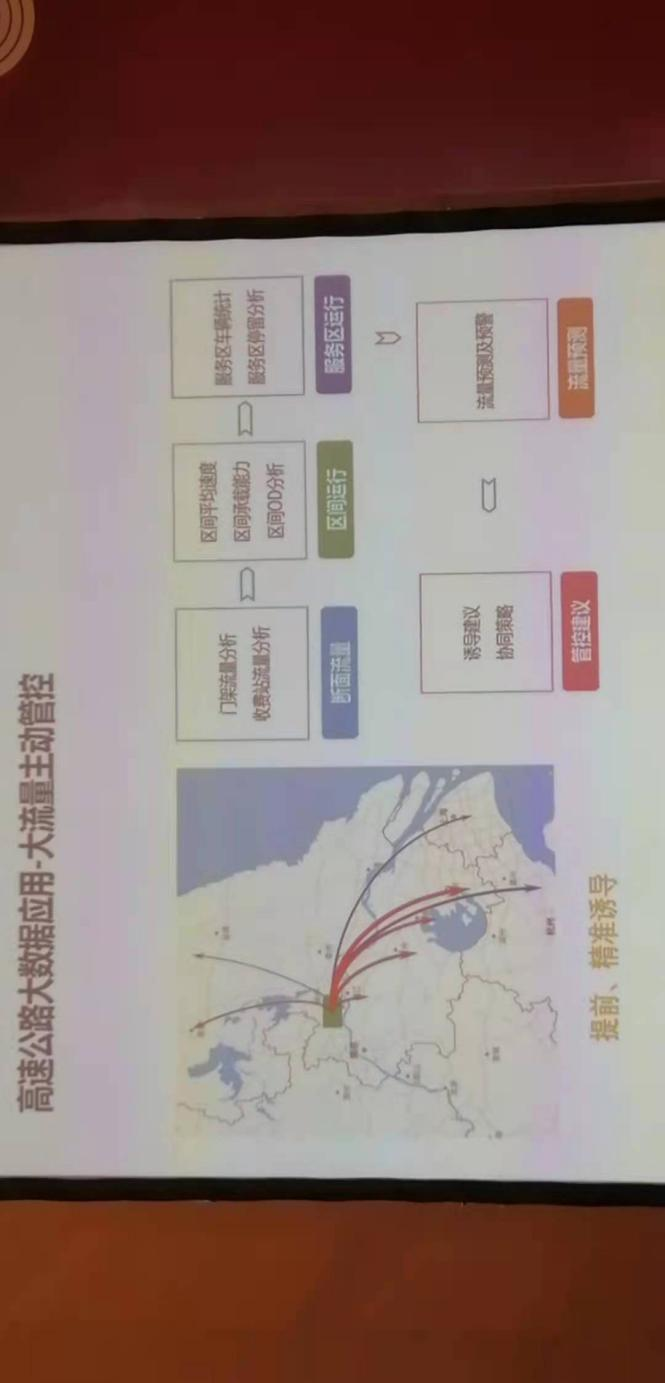 高速公路大数据应用-大流量主动管控
门架流量分析
收费站流量分析
断面流量
区间平均速度
区间承载能力
区间OD分析
区间运行
服务区车辆统计
服务区停留分析
服务区运行
流量预测及预警
流量预测
诱导建议
协同策略
管控建议
杭州
提前、精准诱导